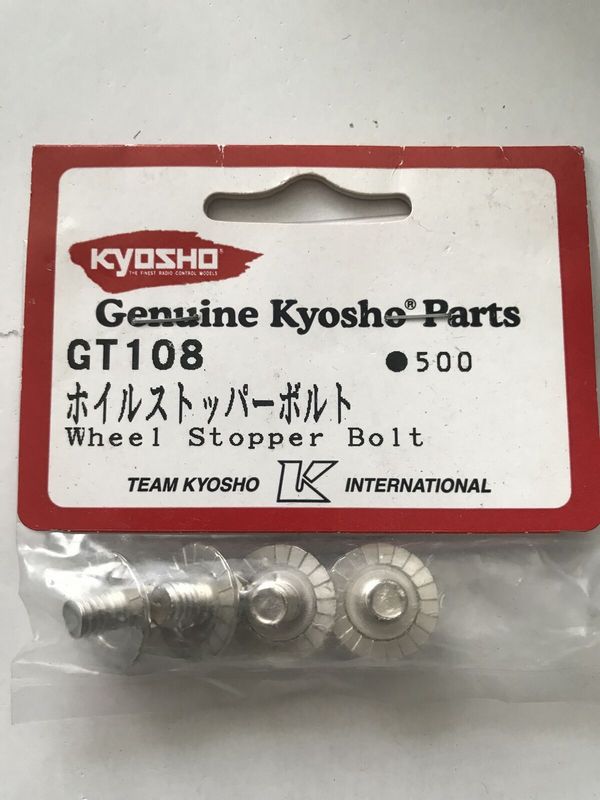 KYOSHO
THE FINEST RADIO CONTROL MODELS
Genuine Kyosho® Parts
GT108 ●500
ホイルストッパーボルト
Wheel Stopper Bolt
TEAM KYOSHO K INTERNATIONAL